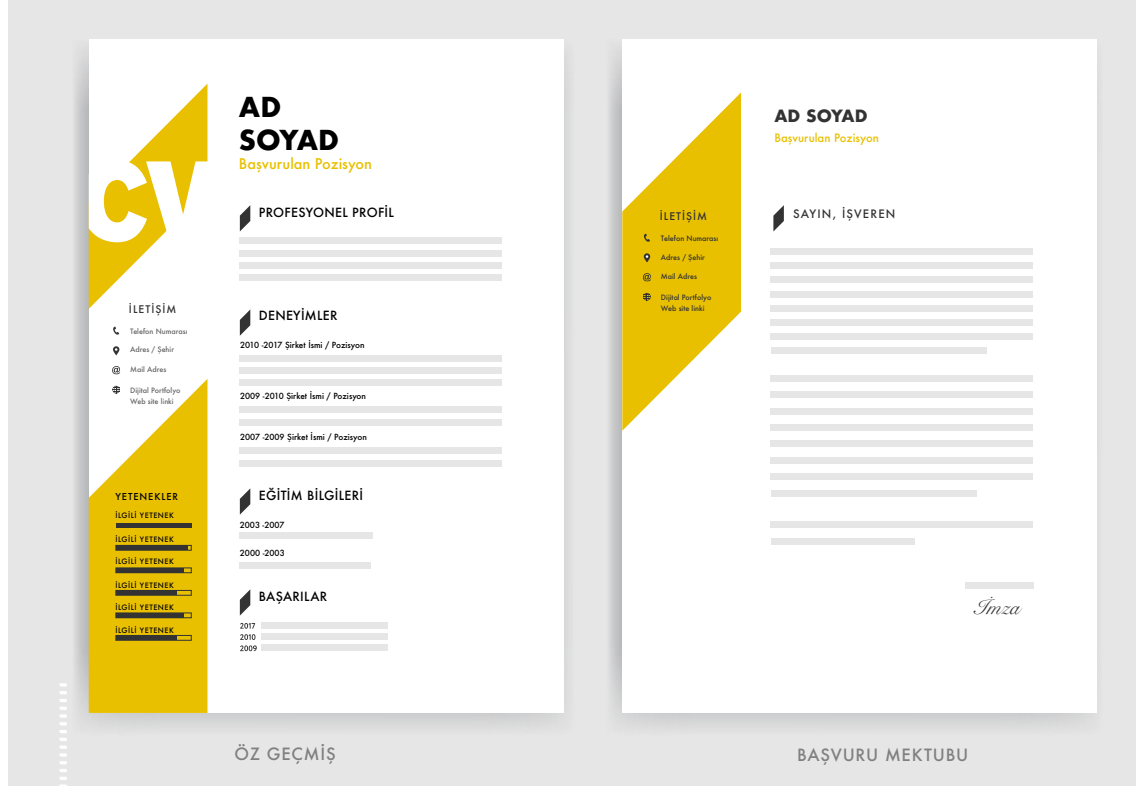 AD
SOYAD
Başvurulan Pozisyon
cv
PROFESYONEL PROFİL
DENEYİMLER
2010 -2017 Şirket İsmi / Pozisyon
2009 -2010 Şirket İsmi / Pozisyon
2007 -2009 Şirket İsmi / Pozisyon
EĞİTİM BİLGİLERİ
2003 -2007
2000 -2003
BAŞARILAR
2017
2010
2009
İLETİŞİM
Telefon Numarası
Adres / Şehir
Mail Adres
Dijital Portfolyo
Web site linki
YETENEKLER
İLGİLİ YETENEK
İLGİLİ YETENEK
İLGİLİ YETENEK
İLGİLİ YETENEK
İLGİLİ YETENEK
İLGİLİ YETENEK
ÖZ GEÇMİŞ
AD SOYAD
Başvurulan Pozisyon
İLETİŞİM
Telefon Numarası
Adres / Şehir
Mail Adres
Dijital Portfolyo
Web site linki
SAYIN, İŞVEREN
İmza
BAŞVURU MEKTUBU